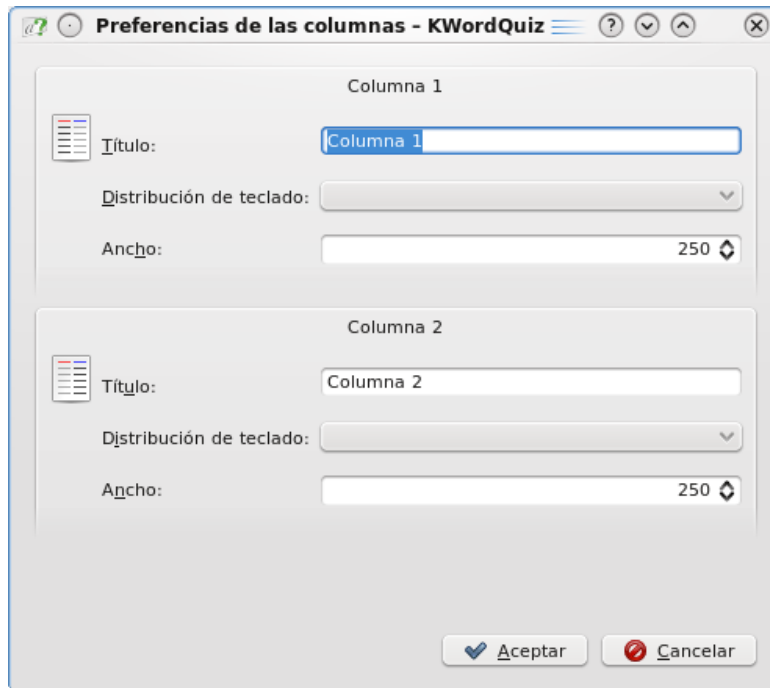 Preferencias de las columnas – KWordQuiz
Columna 1
Título: Columna 1
Distribución de teclado:
Ancho: 250
Columna 2
Título: Columna 2
Distribución de teclado:
Ancho: 250
Aceptar Cancelar